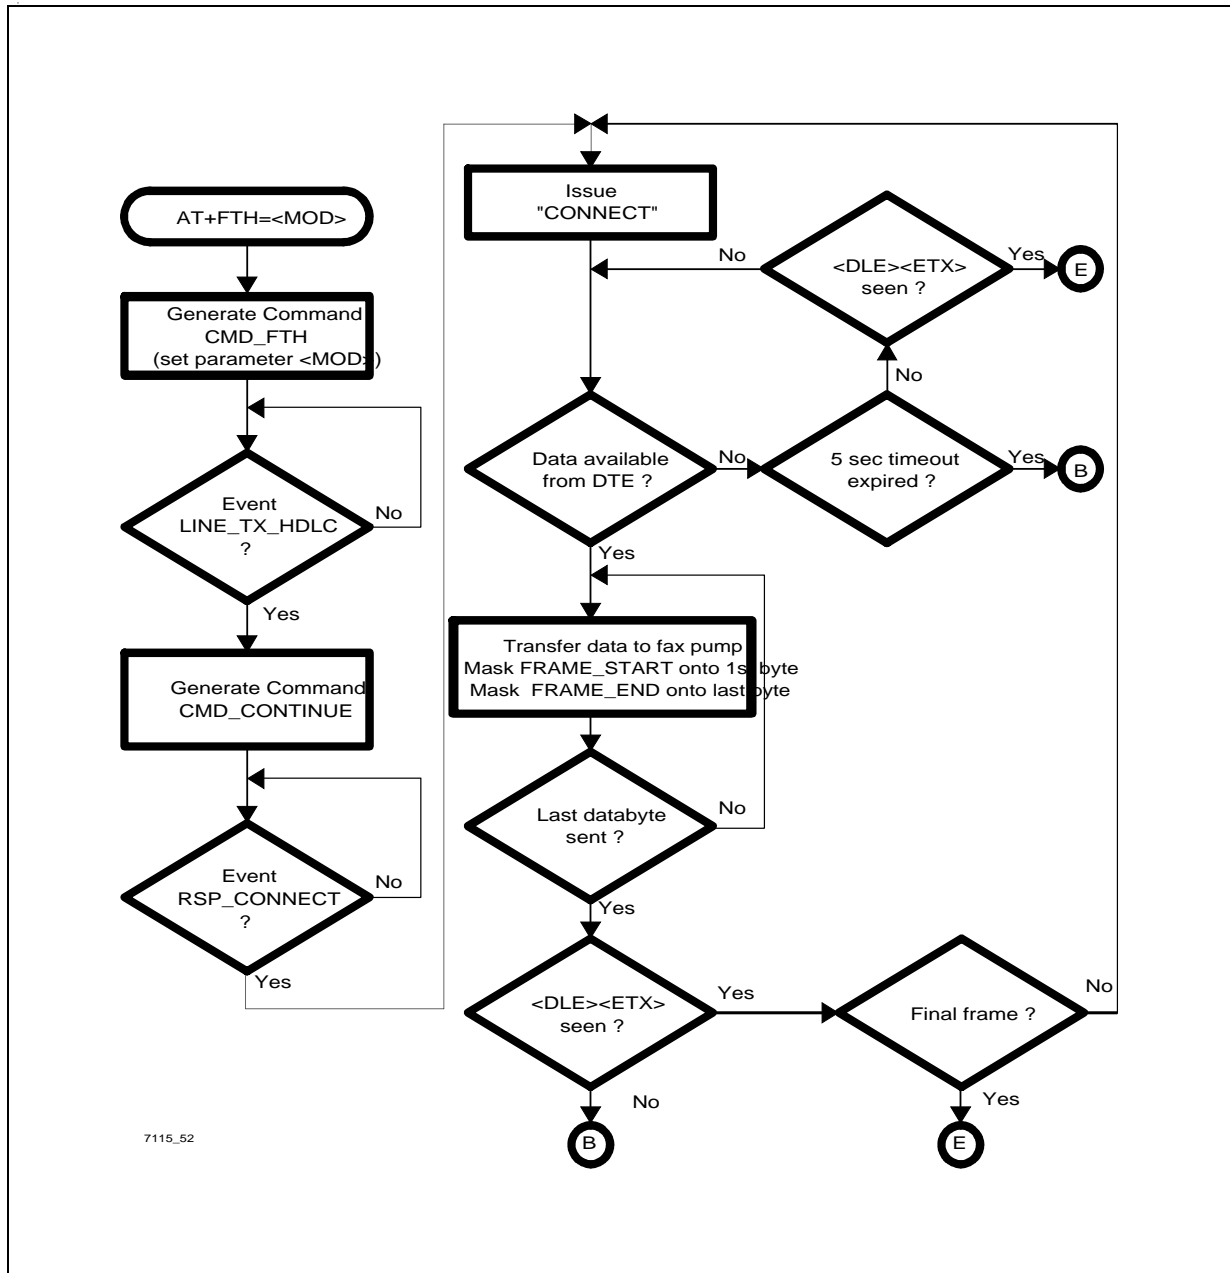 AT+FTH=<MOD>
Generate Command
CMD_FTH
(set parameter <MOD>)
Event
LINE_TX_HDLC
?
No
Yes
Generate Command
CMD_CONTINUE
Event
RSP_CONNECT
?
No
Yes
Issue
"CONNECT"
No
<DLE><ETX>
seen ?
Yes
E
No
Data available
from DTE ?
No
5 sec timeout
expired ?
Yes
B
Yes
Transfer data to fax pump
Mask FRAME_START onto 1st byte
Mask FRAME_END onto last byte
Last databyte
sent ?
No
Yes
<DLE><ETX>
seen ?
Yes
Final frame ?
No
No
B
Yes
E
7115_52